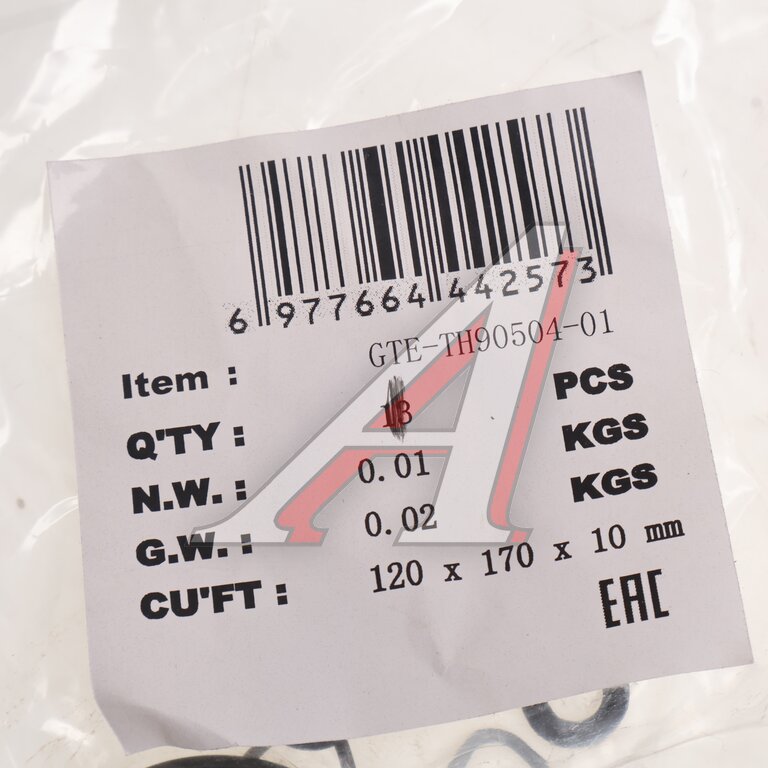 6 977664 442573
Item : GTE-TH90504-01
Q'TY : PCS
N.W. : 0.01 KGS
G.W. : 0.02 KGS
CU'FT : 120 x 170 x 10 mm
EAC